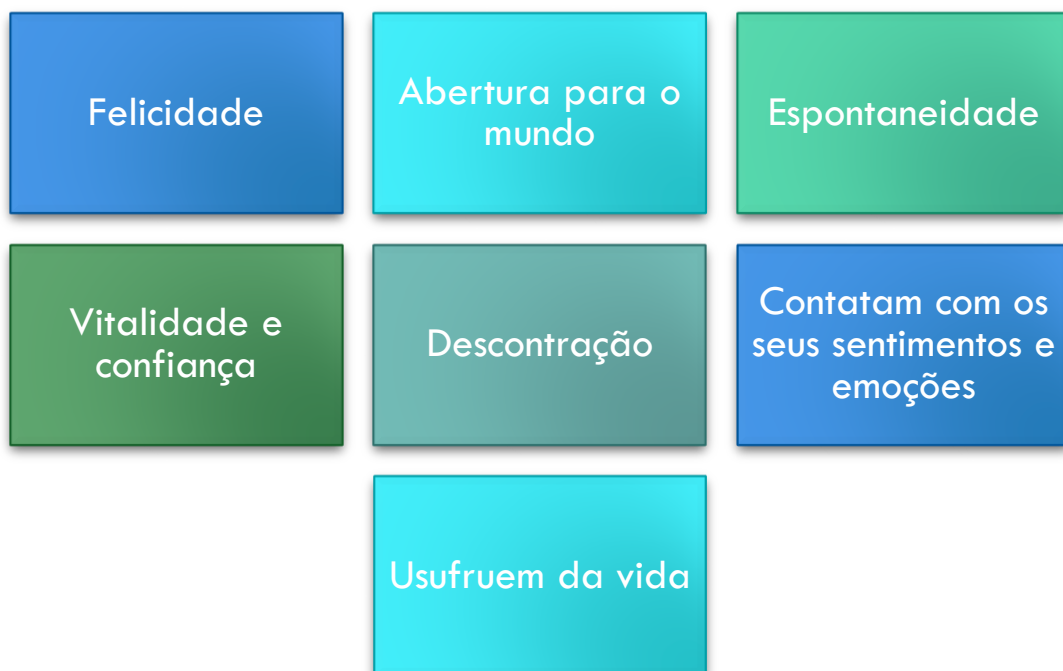 Felicidade
Abertura para o
mundo
Espontaneidade
Vitalidade e
confiança
Descontração
Contatam com os
seus sentimentos e
emoções
Usufruem da vida